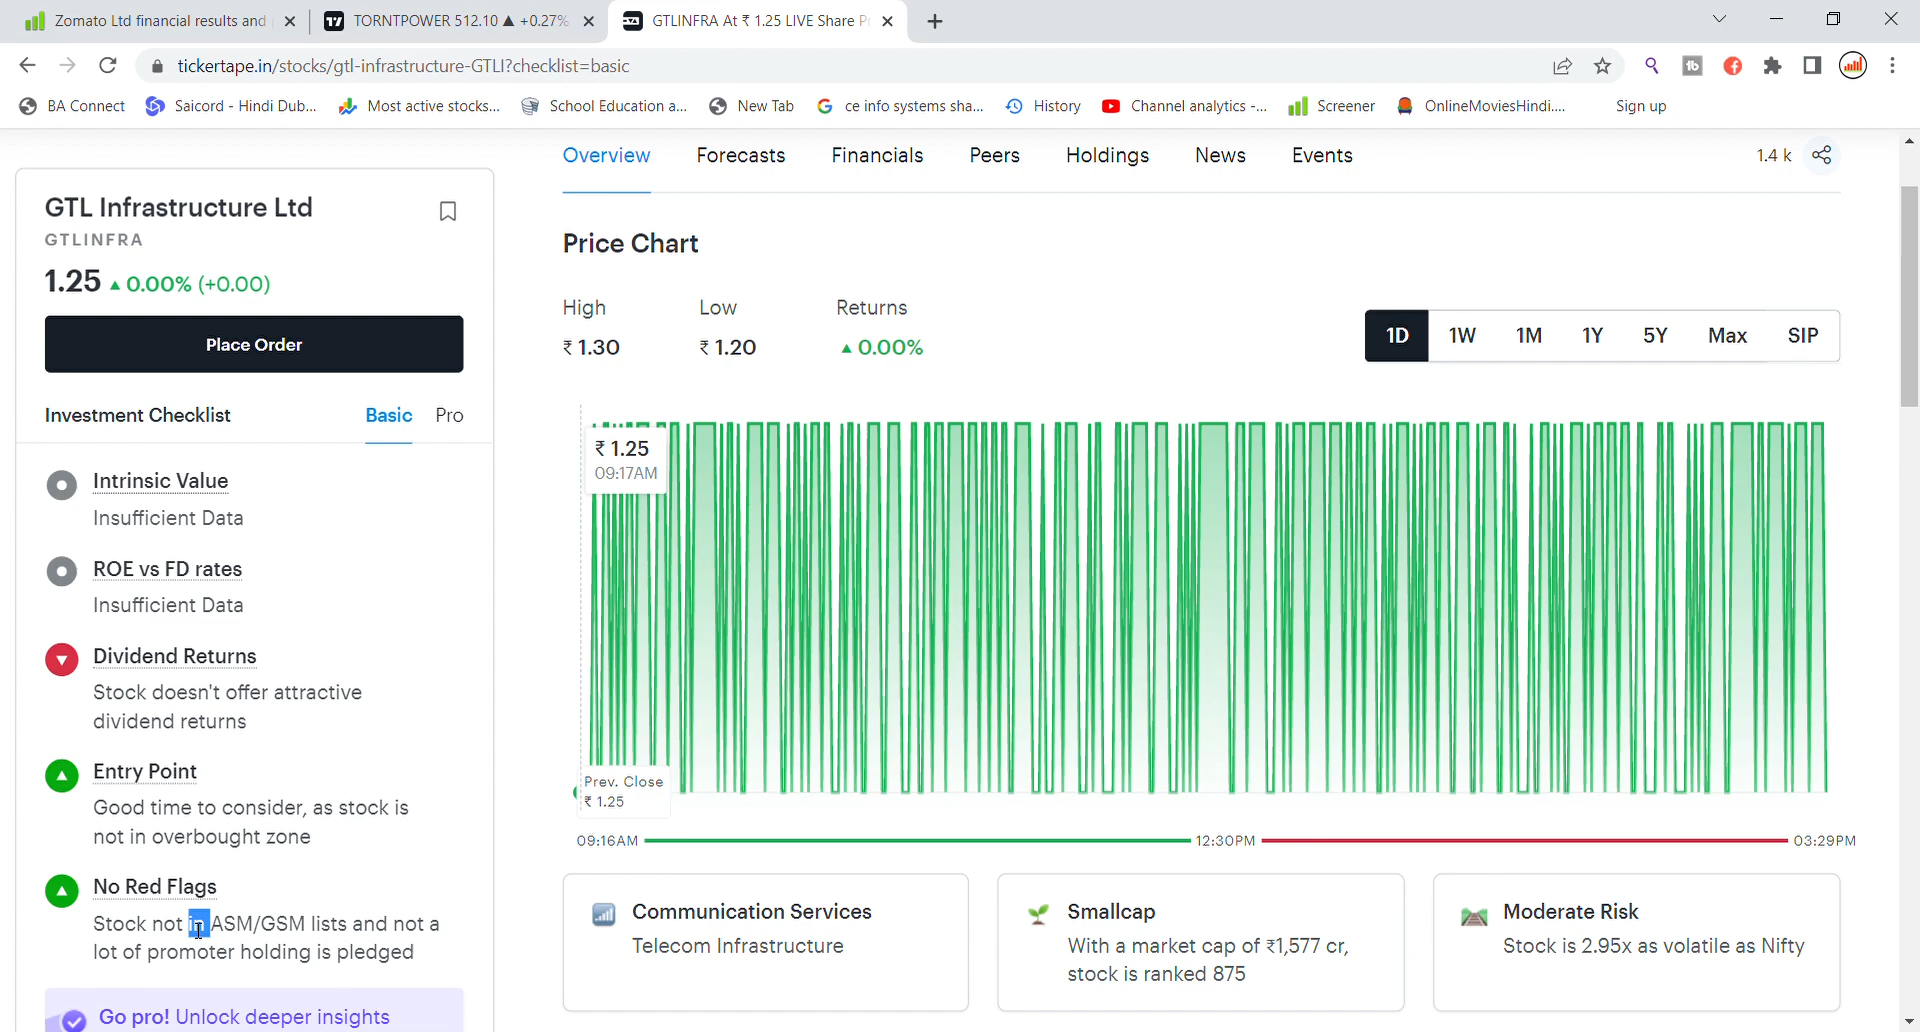 Zomato Ltd financial results and
TORNTPOWER 512.10 ▲ +0.27%
GTLINFRA At ₹ 1.25 LIVE Share P
tickertape.in/stocks/gtl-infrastructure-GTLI?checklist=basic
BA Connect
Saicord - Hindi Dub...
Most active stocks...
School Education a...
New Tab
ce info systems sha...
History
Channel analytics -...
Screener
OnlineMoviesHindi....
Sign up
Overview
Forecasts
Financials
Peers
Holdings
News
Events
1.4 k
GTL Infrastructure Ltd
GTLINFRA
1.25 ▲ 0.00% (+0.00)
Place Order
Investment Checklist
Basic
Pro
Intrinsic Value
Insufficient Data
ROE vs FD rates
Insufficient Data
Dividend Returns
Stock doesn't offer attractive
dividend returns
Entry Point
Good time to consider, as stock is
not in overbought zone
No Red Flags
Stock not in ASM/GSM lists and not a
lot of promoter holding is pledged
Go pro! Unlock deeper insights
Price Chart
High
Low
Returns
₹ 1.30
₹ 1.20
▲ 0.00%
1D
1W
1M
1Y
5Y
Max
SIP
₹ 1.25
09:17AM
Prev. Close
₹ 1.25
09:16AM
12:30PM
03:29PM
Communication Services
Telecom Infrastructure
Smallcap
With a market cap of ₹1,577 cr,
stock is ranked 875
Moderate Risk
Stock is 2.95x as volatile as Nifty